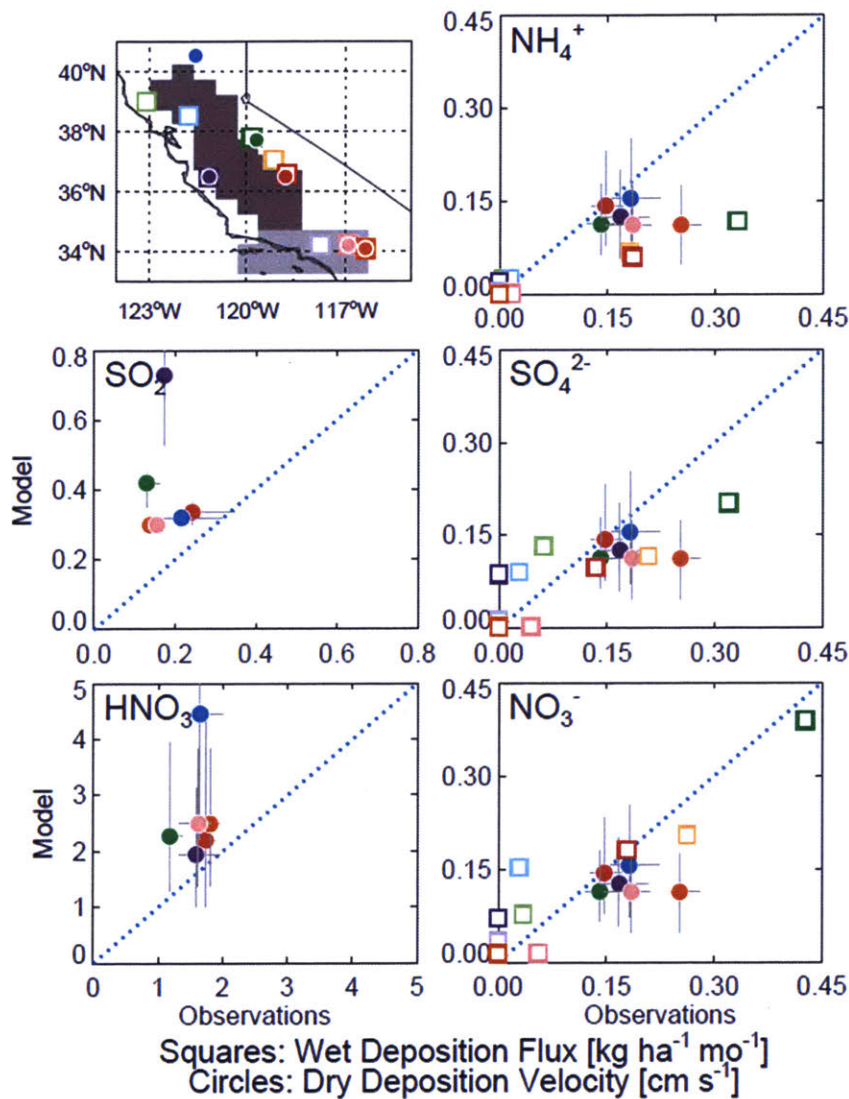 40°N
38°N
36°N
34°N
123°W 120°W 117°W
NH₄⁺
0.45
0.30
0.15
0.00
0.00 0.15 0.30 0.45
SO₂
Model
0.8
0.6
0.4
0.2
0.0
0.0 0.2 0.4 0.6 0.8
SO₄²⁻
0.45
0.30
0.15
0.00
0.00 0.15 0.30 0.45
HNO₃
Model
5
4
3
2
1
0
0 1 2 3 4 5
Observations
NO₃⁻
0.45
0.30
0.15
0.00
0.00 0.15 0.30 0.45
Observations
Squares: Wet Deposition Flux [kg ha⁻¹ mo⁻¹]
Circles: Dry Deposition Velocity [cm s⁻¹]